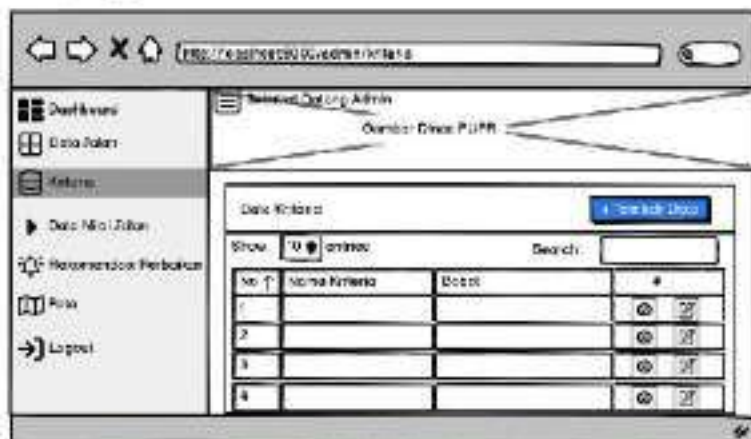 Dashboard
Data Jalan
Kriteria
Data Nilai Jalan
Rekomendasi Perbaikan
Peta
Logout
Selamat Datang Admin
Gambar Dinas PUPR
Data Kriteria
+ Tambah Data
Show 10 entries
Search:
No ↑ Nama Kriteria Bobot #
1
2
3
4